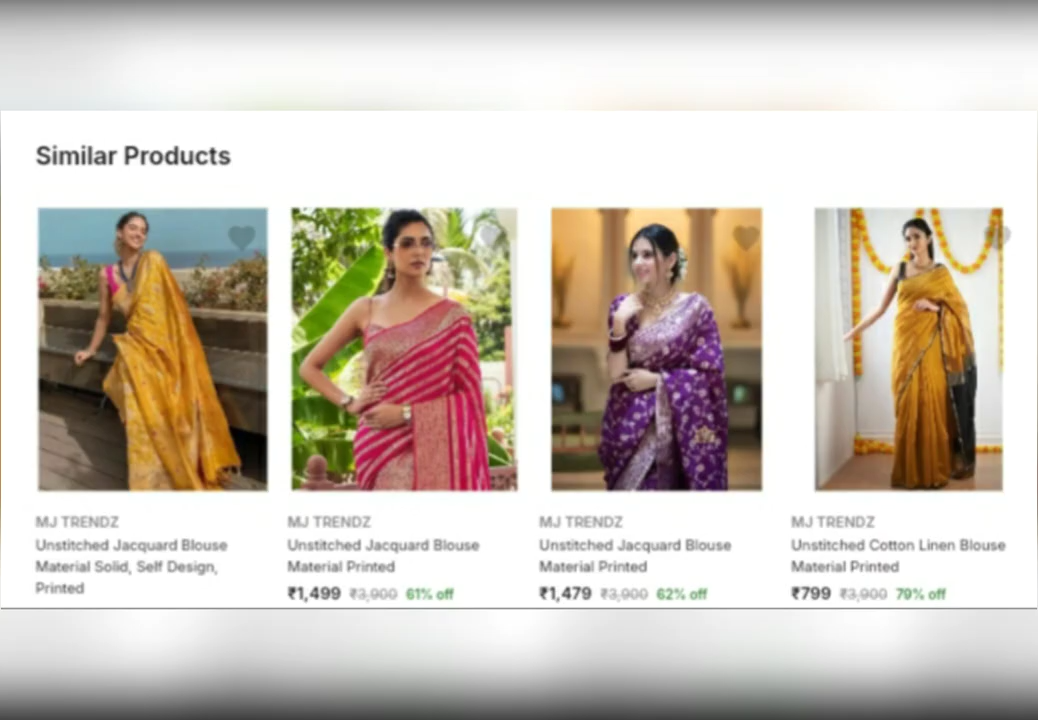 Similar Products
MJ TRENDZ
Unstitched Jacquard Blouse
Material Solid, Self Design,
Printed
MJ TRENDZ
Unstitched Jacquard Blouse
Material Printed
₹1,499 ₹3,900 61% off
MJ TRENDZ
Unstitched Jacquard Blouse
Material Printed
₹1,479 ₹3,900 62% off
MJ TRENDZ
Unstitched Cotton Linen Blouse
Material Printed
₹799 ₹3,900 79% off